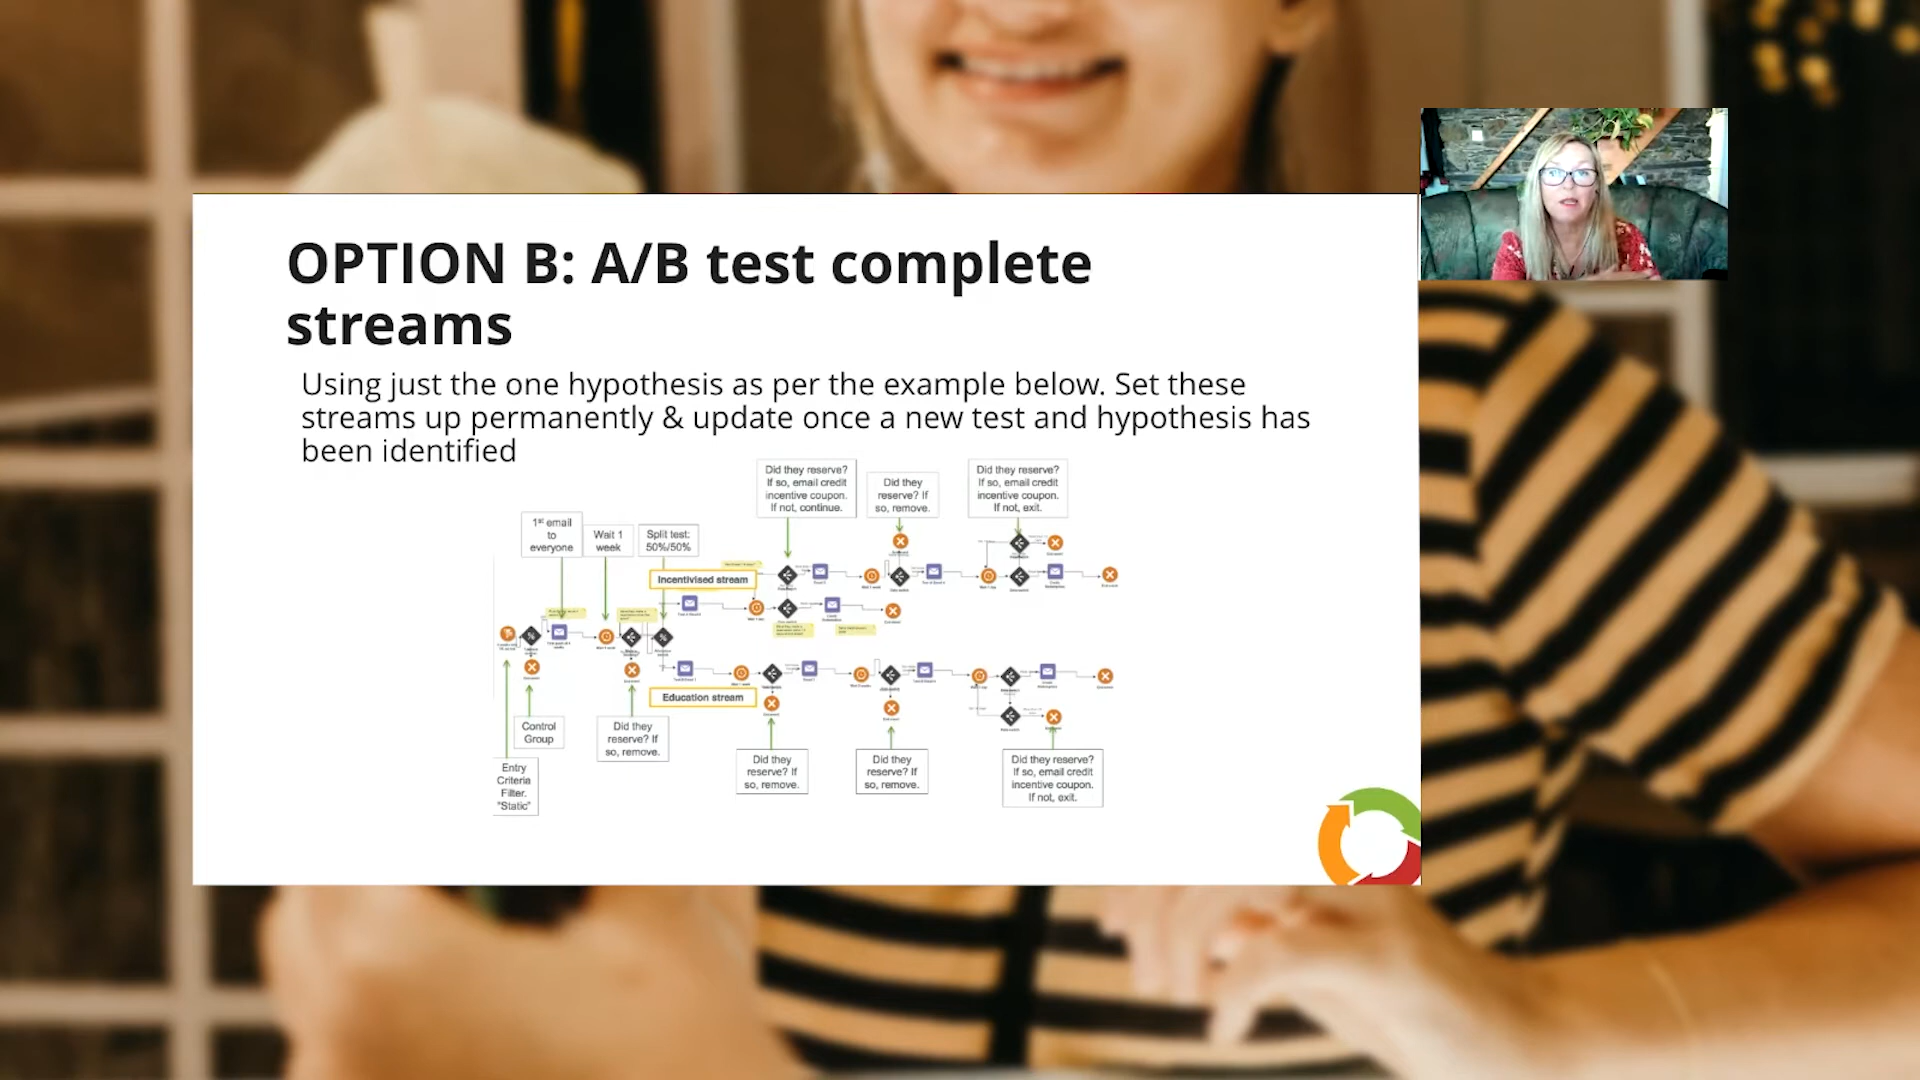 OPTION B: A/B test complete
streams
Using just the one hypothesis as per the example below. Set these
streams up permanently & update once a new test and hypothesis has
been identified
Did they reserve?
If so, email credit
incentive coupon.
If not, continue.
Did they
reserve? If
so, remove.
Did they reserve?
If so, email credit
incentive coupon.
If not, exit.
1st email
to
everyone
Wait 1
week
Split test:
50%/50%
Incentivised stream
Education stream
Control
Group
Did they
reserve? If
so, remove.
Entry
Criteria
Filter.
"Static"
Did they
reserve? If
so, remove.
Did they
reserve? If
so, remove.
Did they reserve?
If so, email credit
incentive coupon.
If not, exit.